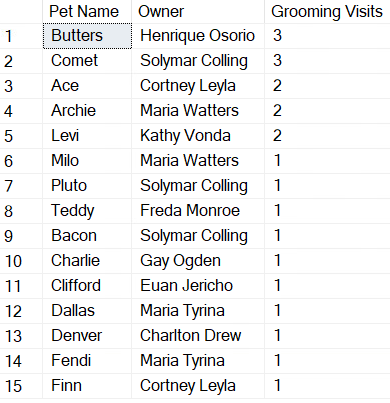 Pet Name Owner Grooming Visits
1 Butters Henrique Osorio 3
2 Comet Solymar Colling 3
3 Ace Cortney Leyla 2
4 Archie Maria Watters 2
5 Levi Kathy Vonda 2
6 Milo Maria Watters 1
7 Pluto Solymar Colling 1
8 Teddy Freda Monroe 1
9 Bacon Solymar Colling 1
10 Charlie Gay Ogden 1
11 Clifford Euan Jericho 1
12 Dallas Maria Tyrina 1
13 Denver Charlton Drew 1
14 Fendi Maria Tyrina 1
15 Finn Cortney Leyla 1